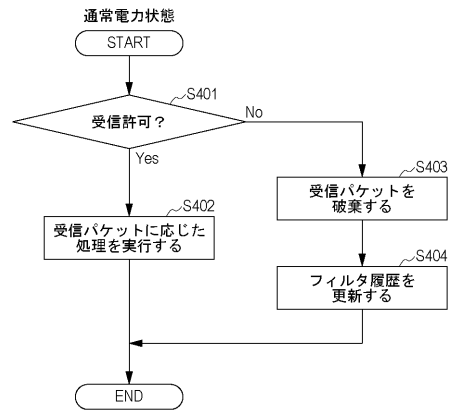 通常電力状態
START
S401
受信許可？
No
Yes
S403
受信パケットを
破棄する
S402
受信パケットに応じた
処理を実行する
S404
フィルタ履歴を
更新する
END